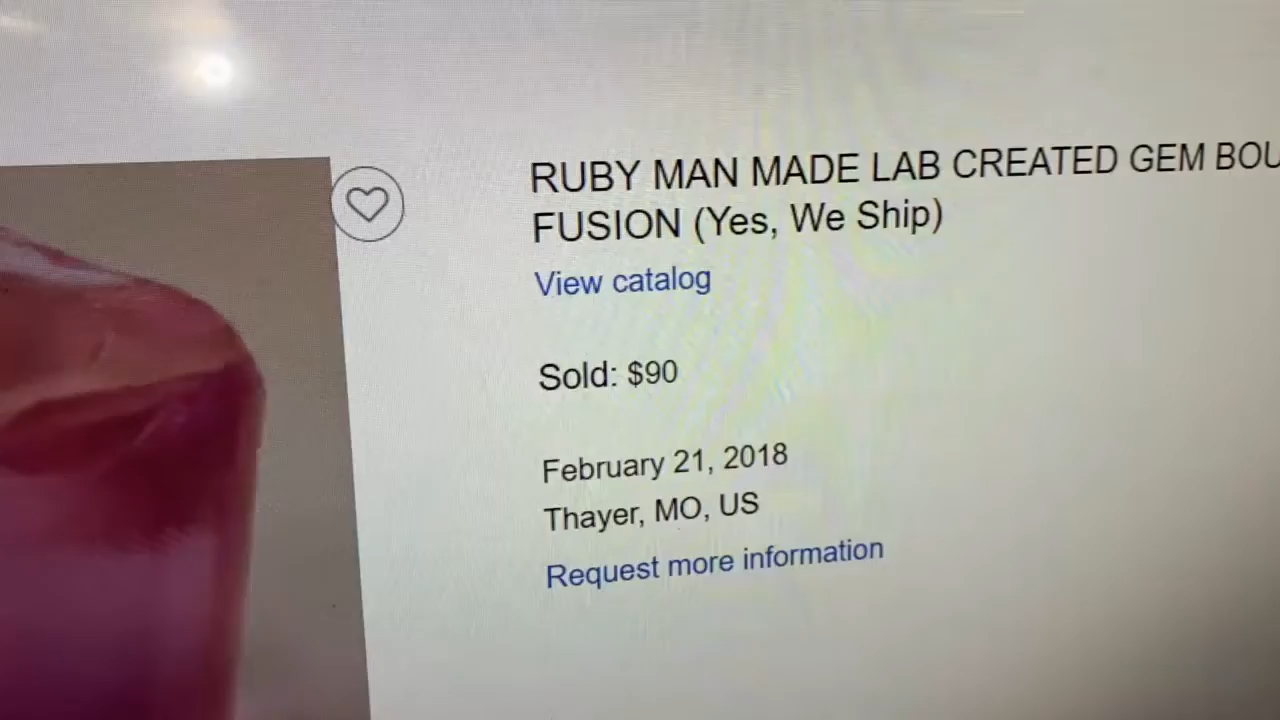 RUBY MAN MADE LAB CREATED GEM
FUSION (Yes, We Ship)
View catalog
Sold: $90
February 21, 2018
Thayer, MO, US
Request more information